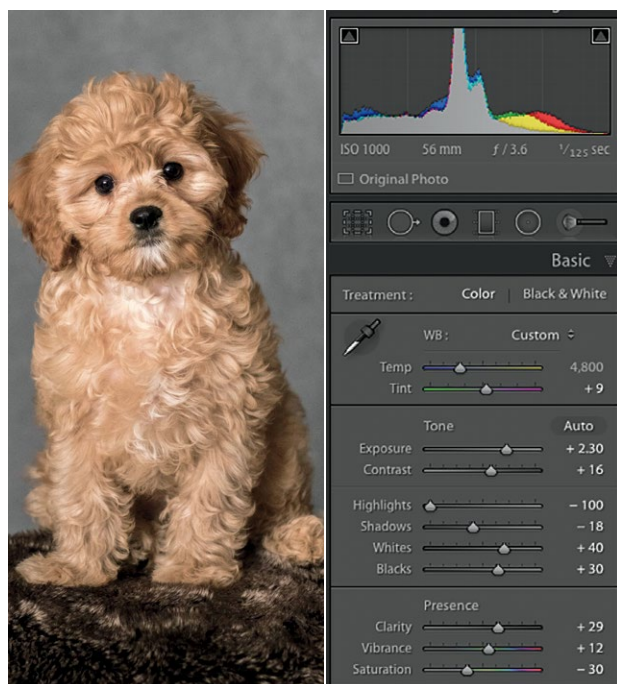 ISO 1000 56 mm ƒ / 3.6 1/125 sec
Original Photo
Basic
Treatment : Color | Black & White
WB : Custom
Temp 4,800
Tint + 9
Tone Auto
Exposure + 2.30
Contrast + 16
Highlights − 100
Shadows − 18
Whites + 40
Blacks + 30
Presence
Clarity + 29
Vibrance + 12
Saturation − 30